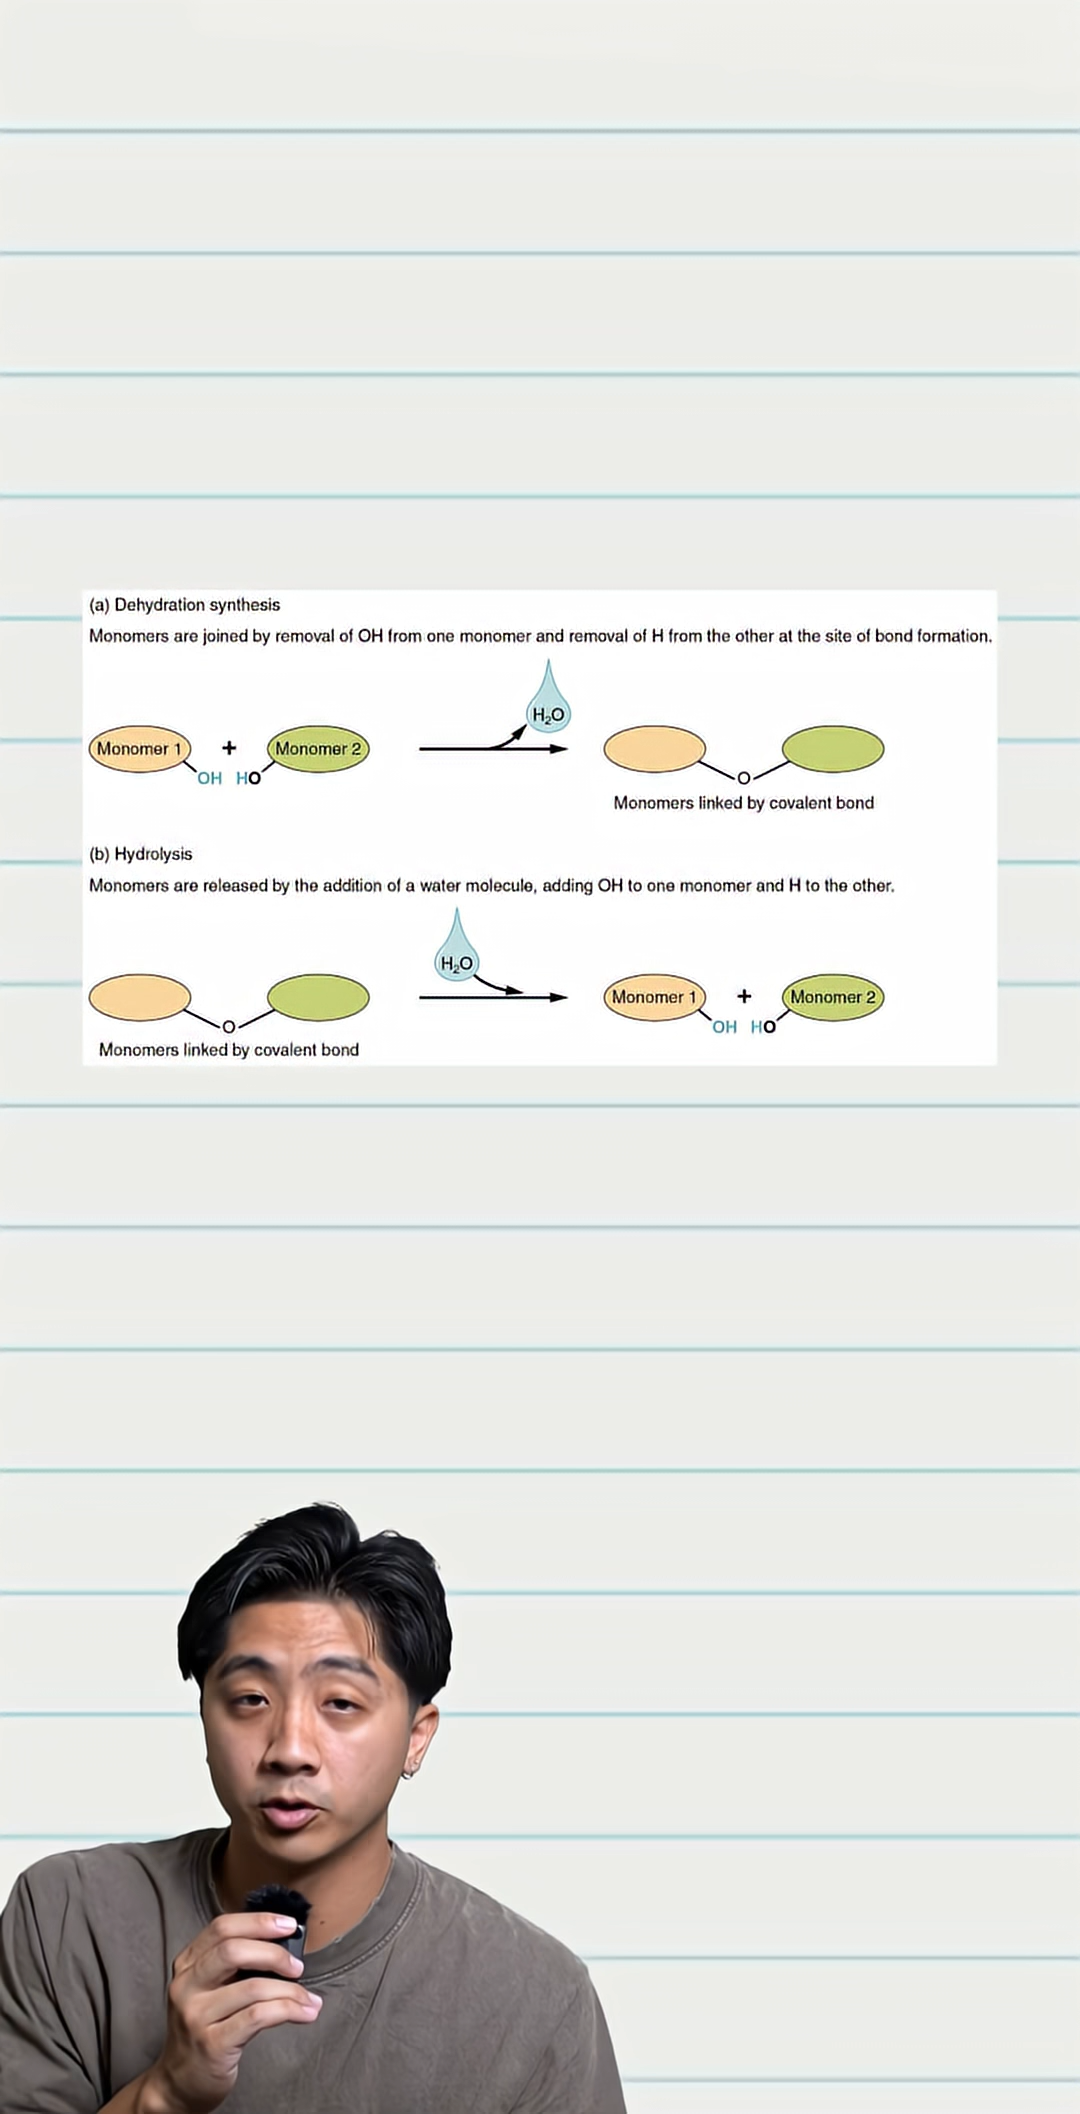 (a) Dehydration synthesis
Monomers are joined by removal of OH from one monomer and removal of H from the other at the site of bond formation.
H₂O
Monomer 1 + Monomer 2
OH HO
O
Monomers linked by covalent bond
(b) Hydrolysis
Monomers are released by the addition of a water molecule, adding OH to one monomer and H to the other.
H₂O
Monomer 1 + Monomer 2
O
OH HO
Monomers linked by covalent bond